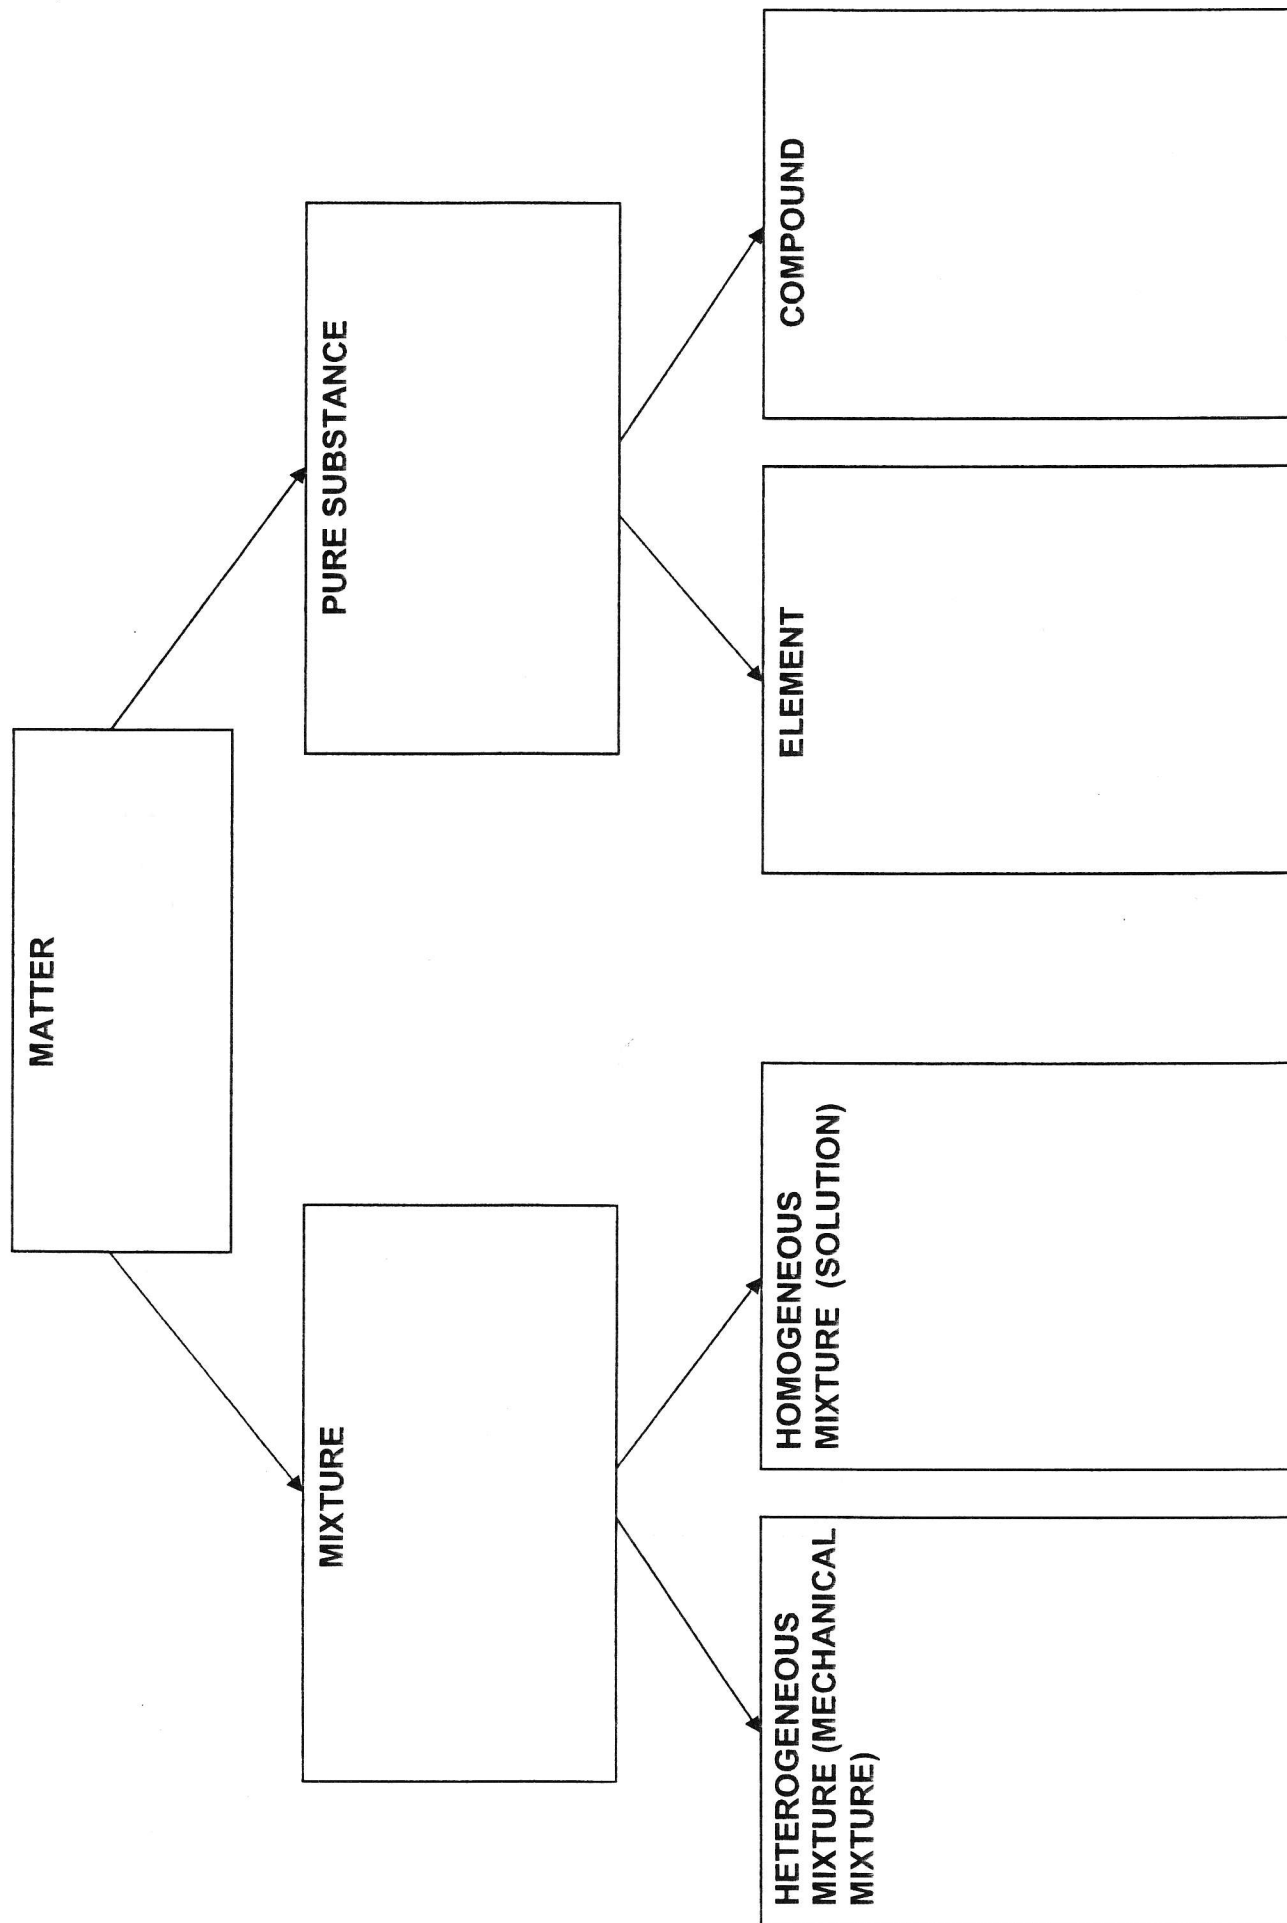 MATTER
MIXTURE
PURE SUBSTANCE
HETEROGENEOUS
MIXTURE (MECHANICAL
MIXTURE)
HOMOGENEOUS
MIXTURE (SOLUTION)
ELEMENT
COMPOUND